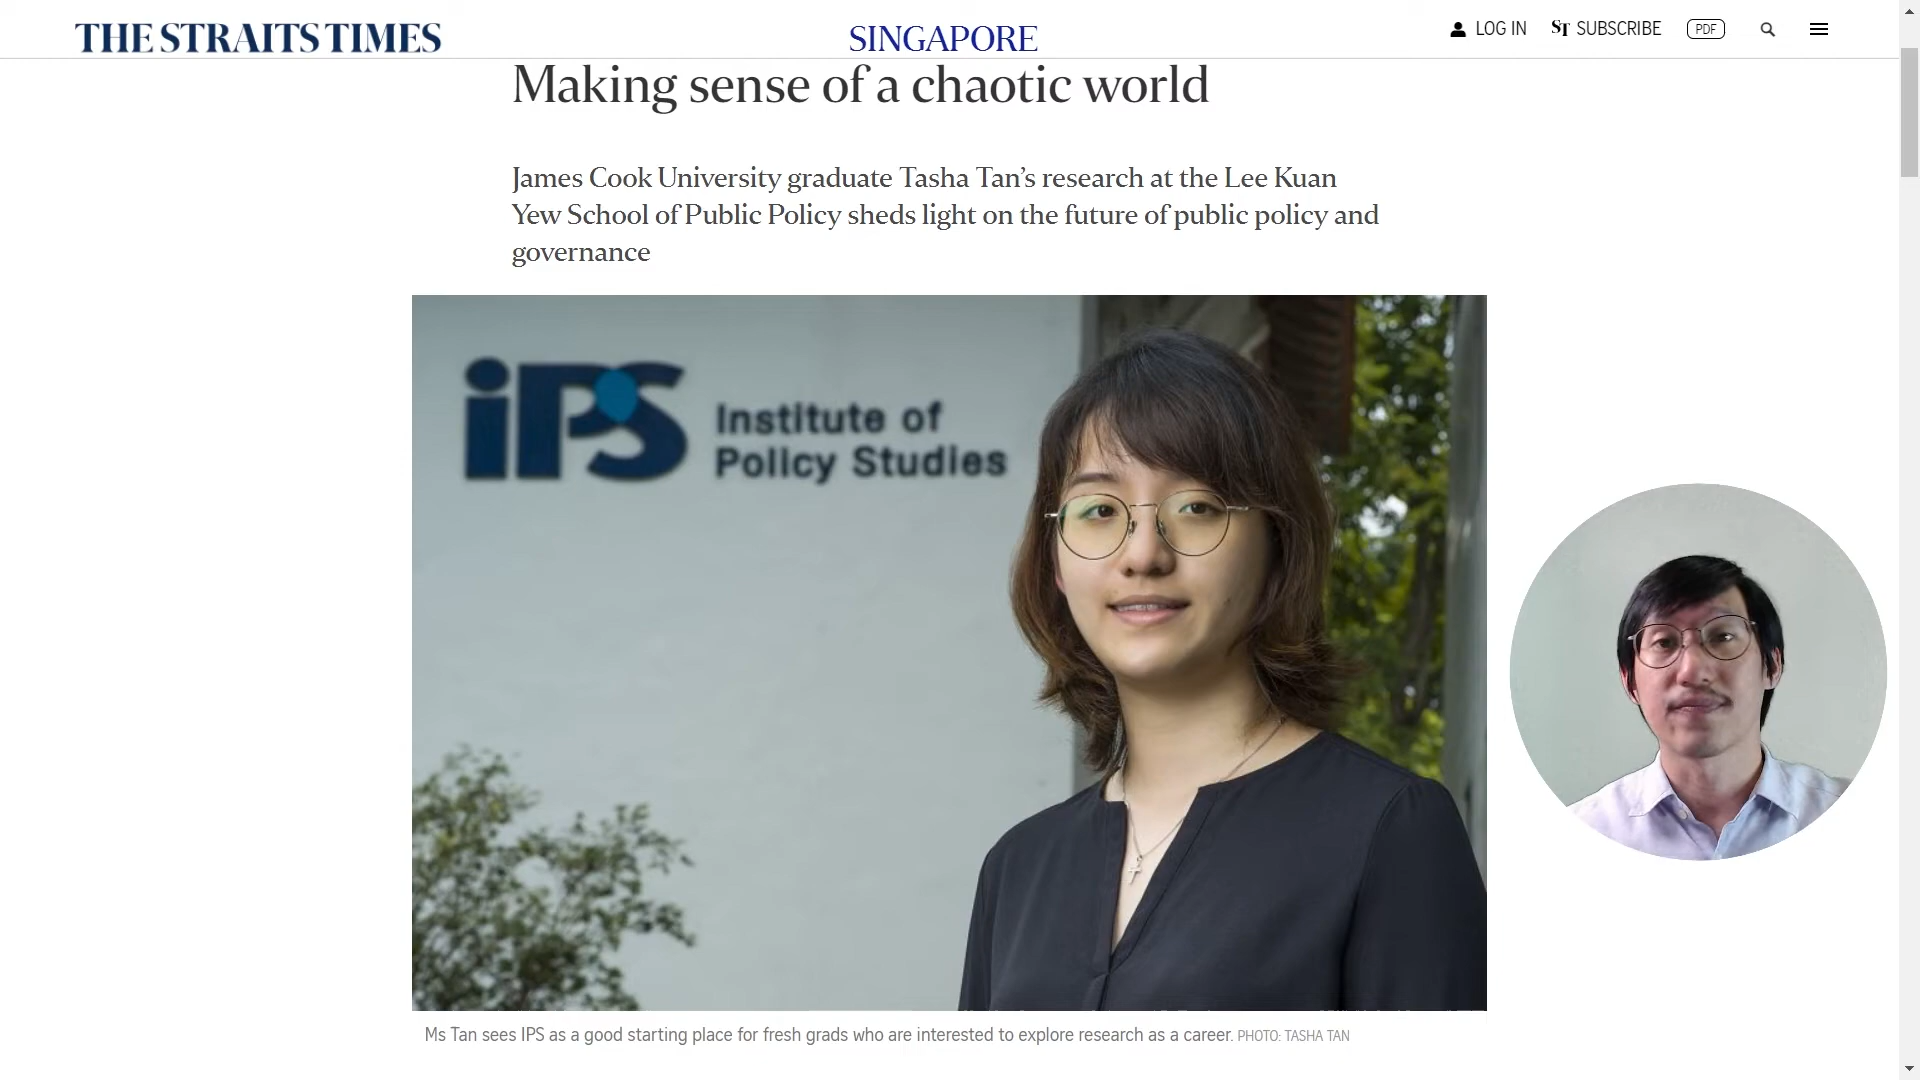 THE STRAITS TIMES
SINGAPORE
LOG IN
ST SUBSCRIBE
PDF
Making sense of a chaotic world
James Cook University graduate Tasha Tan’s research at the Lee Kuan
Yew School of Public Policy sheds light on the future of public policy and
governance
iPS
Institute of
Policy Studies
Ms Tan sees IPS as a good starting place for fresh grads who are interested to explore research as a career. PHOTO: TASHA TAN